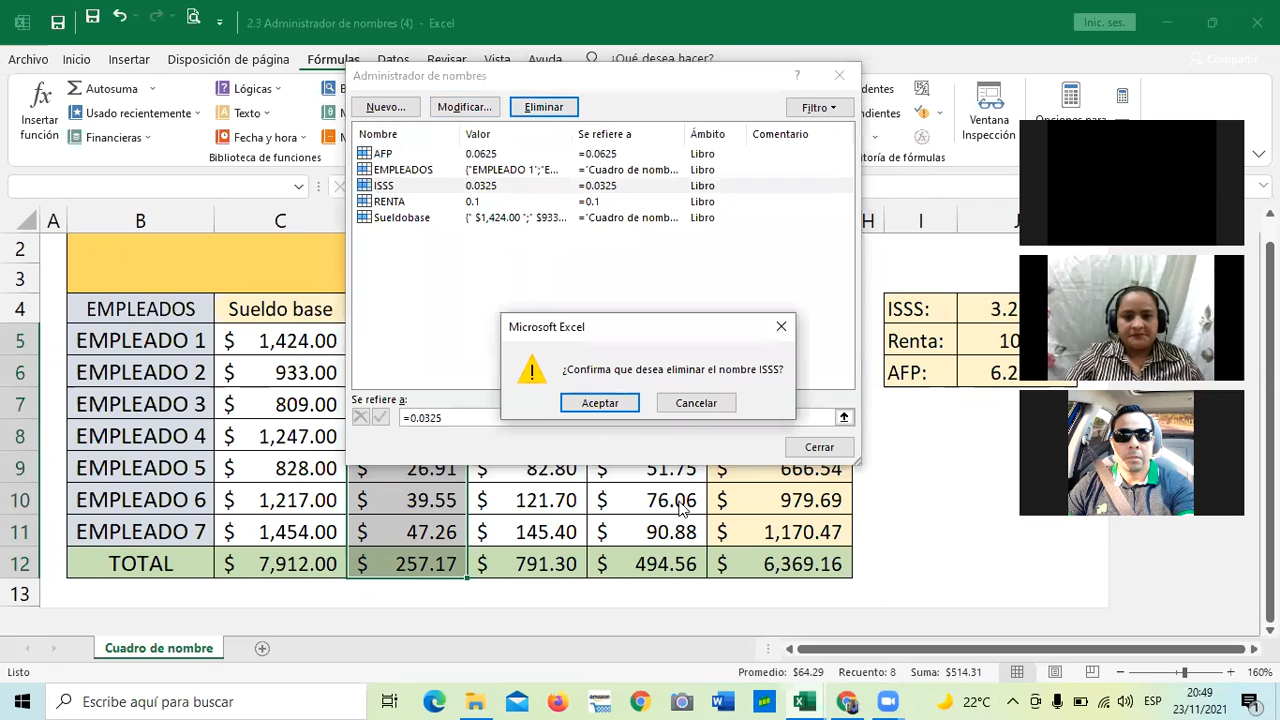 2.3 Administrador de nombres (4) - Excel
Inic. ses.
Archivo Inicio Insertar Disposición de página Fórmulas Datos Revisar Vista Ayuda ¿Qué desea hacer? Compartir
Insertar función
Autosuma
Usadas recientemente
Financieras
Lógicas
Texto
Fecha y hora
Biblioteca de funciones
Ventana Inspección
Administrador de nombres
?
Nuevo... Modificar... Eliminar Filtro
Nombre Valor Se refiere a Ámbito Comentario
AFP 0.0625 =0.0625 Libro
EMPLEADOS {"EMPLEADO 1";"E... ='Cuadro de nomb... Libro
ISSS 0.0325 =0.0325 Libro
RENTA 0.1 =0.1 Libro
Sueldobase {" $1,424.00 ";" $933... ='Cuadro de nomb... Libro
Microsoft Excel
¿Confirma que desea eliminar el nombre ISSS?
Aceptar Cancelar
Se refiere a:
=0.0325
Cerrar
A B C H I J
2
3
4 EMPLEADOS Sueldo base ISSS: 3.2
5 EMPLEADO 1 $ 1,424.00 Renta: 10
6 EMPLEADO 2 $ 933.00 AFP: 6.2
7 EMPLEADO 3 $ 809.00
8 EMPLEADO 4 $ 1,247.00
9 EMPLEADO 5 $ 828.00 $ 26.91 $ 82.80 $ 51.75 $ 666.54
10 EMPLEADO 6 $ 1,217.00 $ 39.55 $ 121.70 $ 76.06 $ 979.69
11 EMPLEADO 7 $ 1,454.00 $ 47.26 $ 145.40 $ 90.88 $ 1,170.47
12 TOTAL $ 7,912.00 $ 257.17 $ 791.30 $ 494.56 $ 6,369.16
13
Cuadro de nombre
Listo Promedio: $64.29 Recuento: 8 Suma: $514.31 160%
Escribe aquí para buscar
22°C
ESP
20:49
23/11/2021